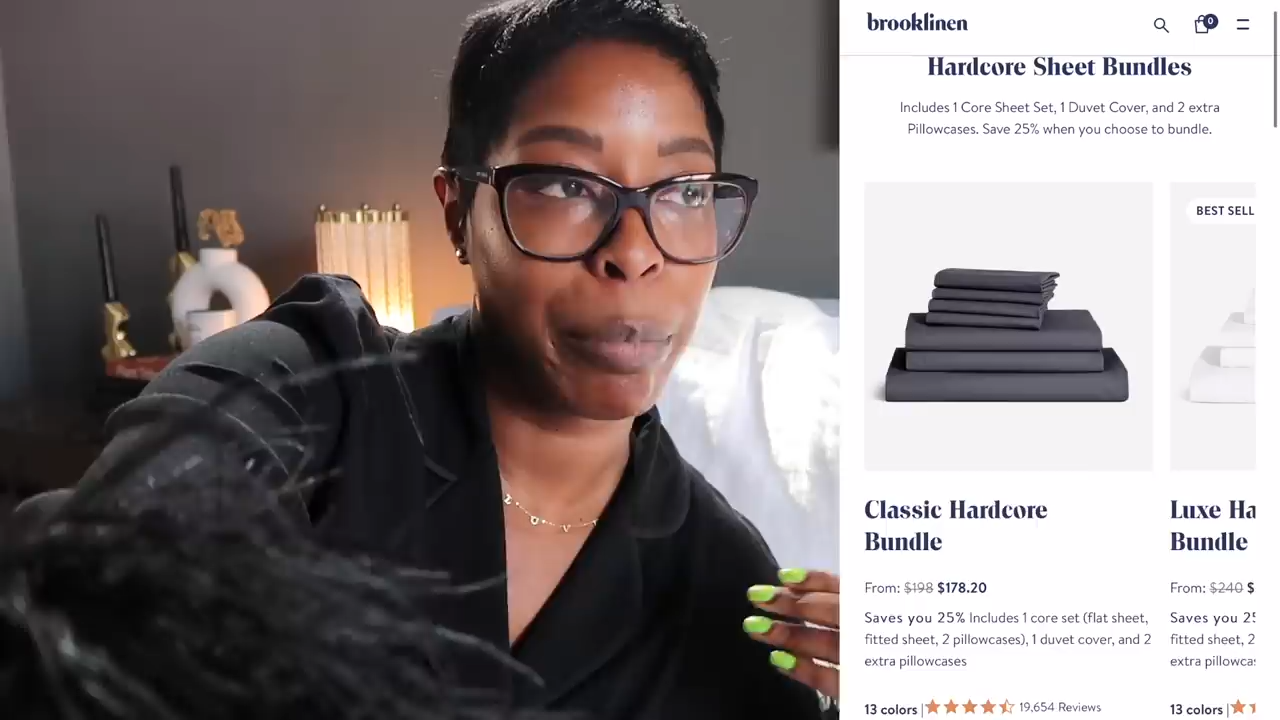 brooklinen
0
Hardcore Sheet Bundles
Includes 1 Core Sheet Set, 1 Duvet Cover, and 2 extra
Pillowcases. Save 25% when you choose to bundle.
BEST SELL
Classic Hardcore
Bundle
From: $198 $178.20
Saves you 25% Includes 1 core set (flat sheet,
fitted sheet, 2 pillowcases), 1 duvet cover, and 2
extra pillowcases
13 colors | 19,654 Reviews
Luxe Ha
Bundle
From: $240 $
Saves you 25
fitted sheet, 2
extra pillowcas
13 colors |